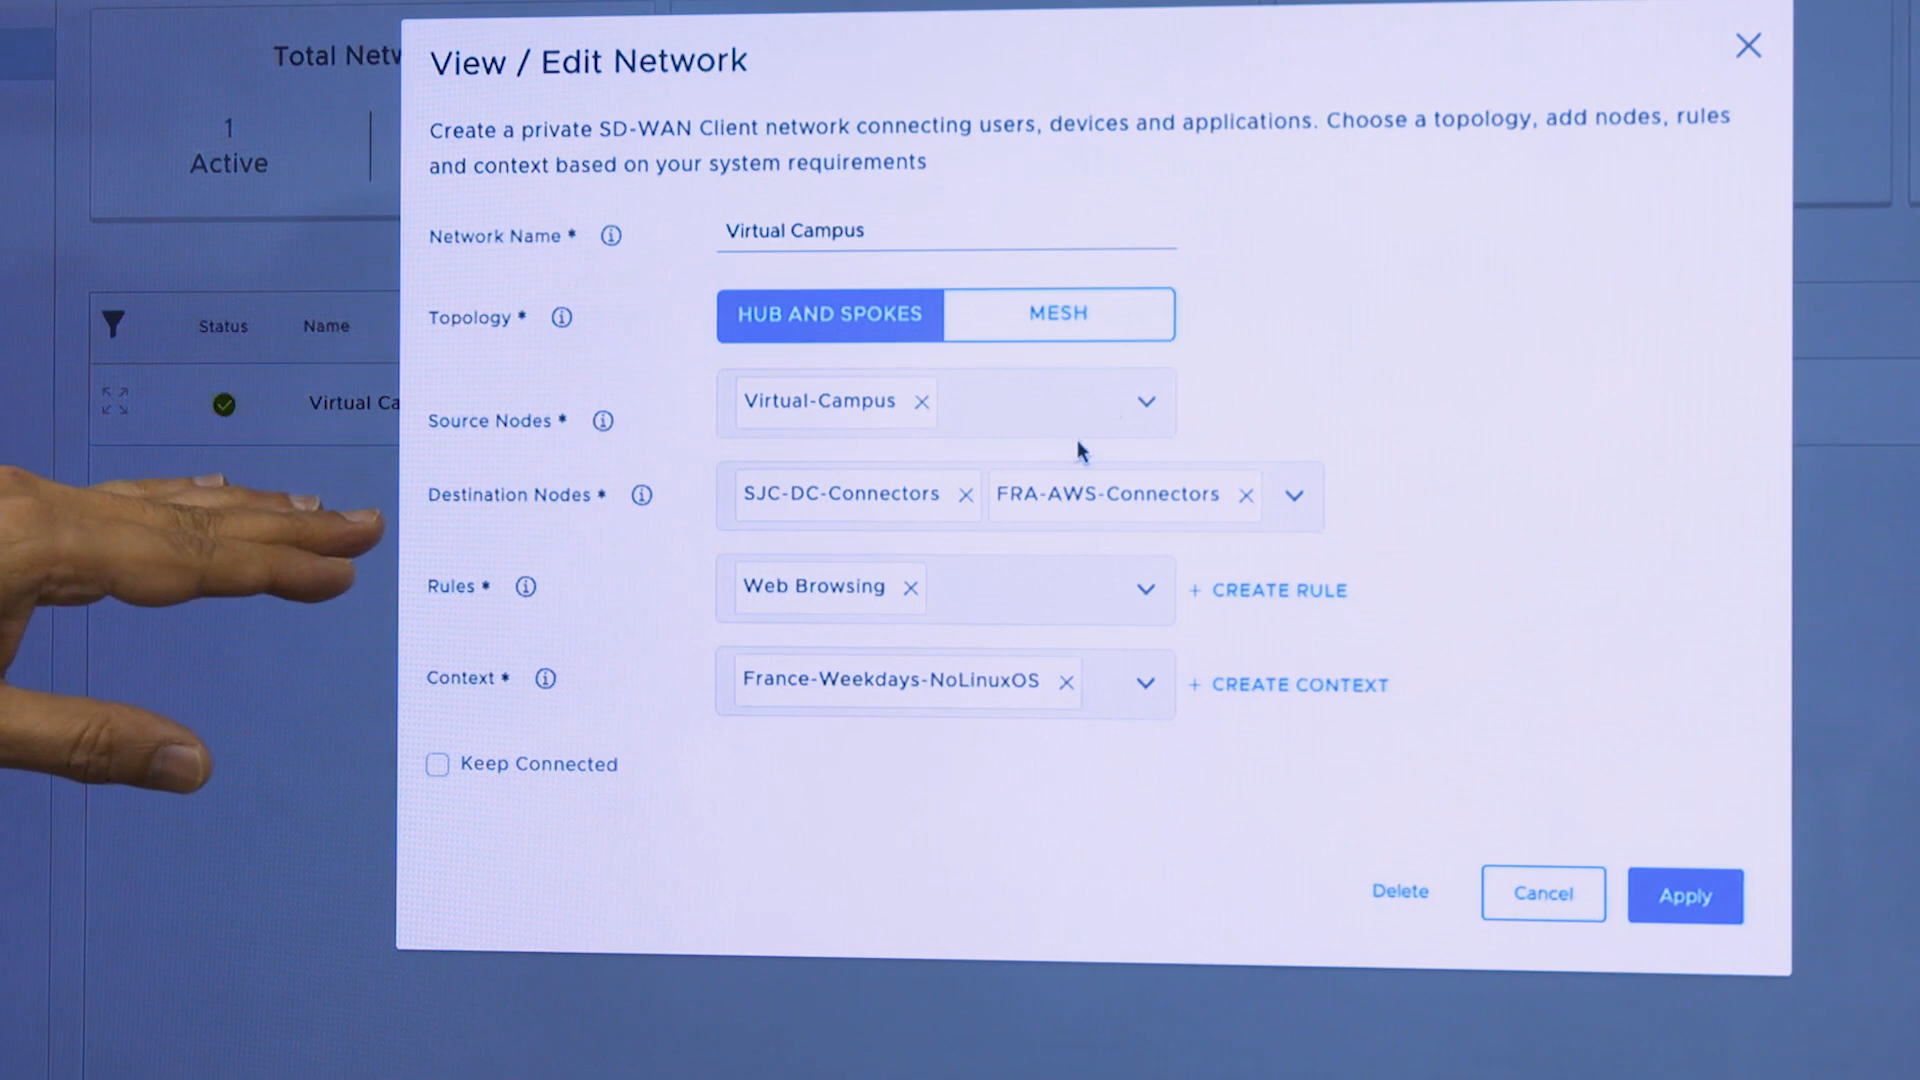 Total Netw
1
Active
Status Name
Virtual Ca
View / Edit Network
Create a private SD-WAN Client network connecting users, devices and applications. Choose a topology, add nodes, rules
and context based on your system requirements
Network Name * Virtual Campus
Topology * HUB AND SPOKES MESH
Source Nodes * Virtual-Campus
Destination Nodes * SJC-DC-Connectors FRA-AWS-Connectors
Rules * Web Browsing + CREATE RULE
Context * France-Weekdays-NoLinuxOS + CREATE CONTEXT
Keep Connected
Delete Cancel Apply